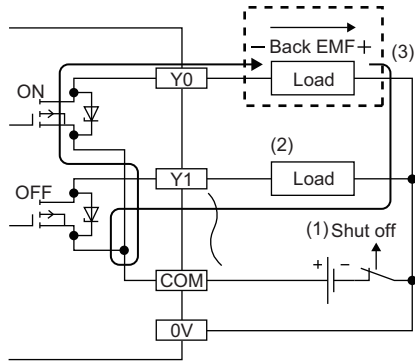 − Back EMF +
(3)
ON
Y0
Load
(2)
OFF
Y1
Load
(1) Shut off
+ −
COM
0V